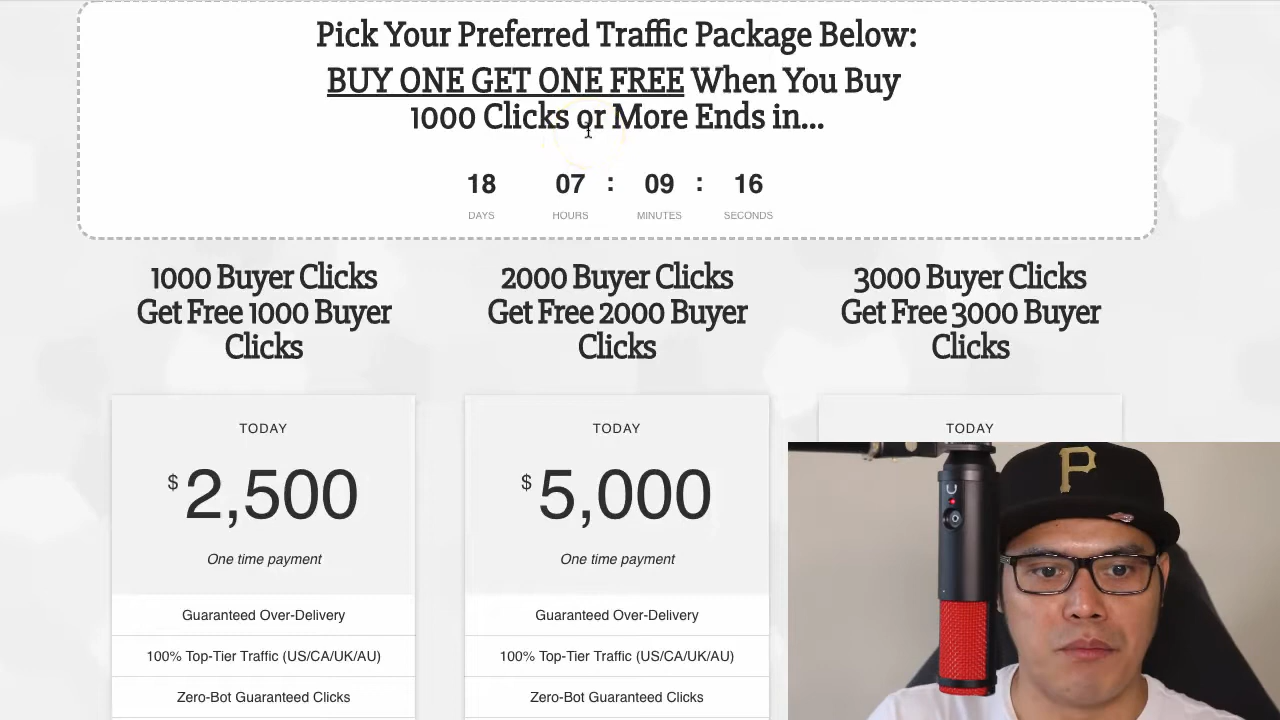 Pick Your Preferred Traffic Package Below:
BUY ONE GET ONE FREE When You Buy
1000 Clicks or More Ends in...
18 07 : 09 : 16
DAYS HOURS MINUTES SECONDS
1000 Buyer Clicks
Get Free 1000 Buyer
Clicks
TODAY
$2,500
One time payment
Guaranteed Over-Delivery
100% Top-Tier Traffic (US/CA/UK/AU)
Zero-Bot Guaranteed Clicks
2000 Buyer Clicks
Get Free 2000 Buyer
Clicks
TODAY
$5,000
One time payment
Guaranteed Over-Delivery
100% Top-Tier Traffic (US/CA/UK/AU)
Zero-Bot Guaranteed Clicks
3000 Buyer Clicks
Get Free 3000 Buyer
Clicks
TODAY
P